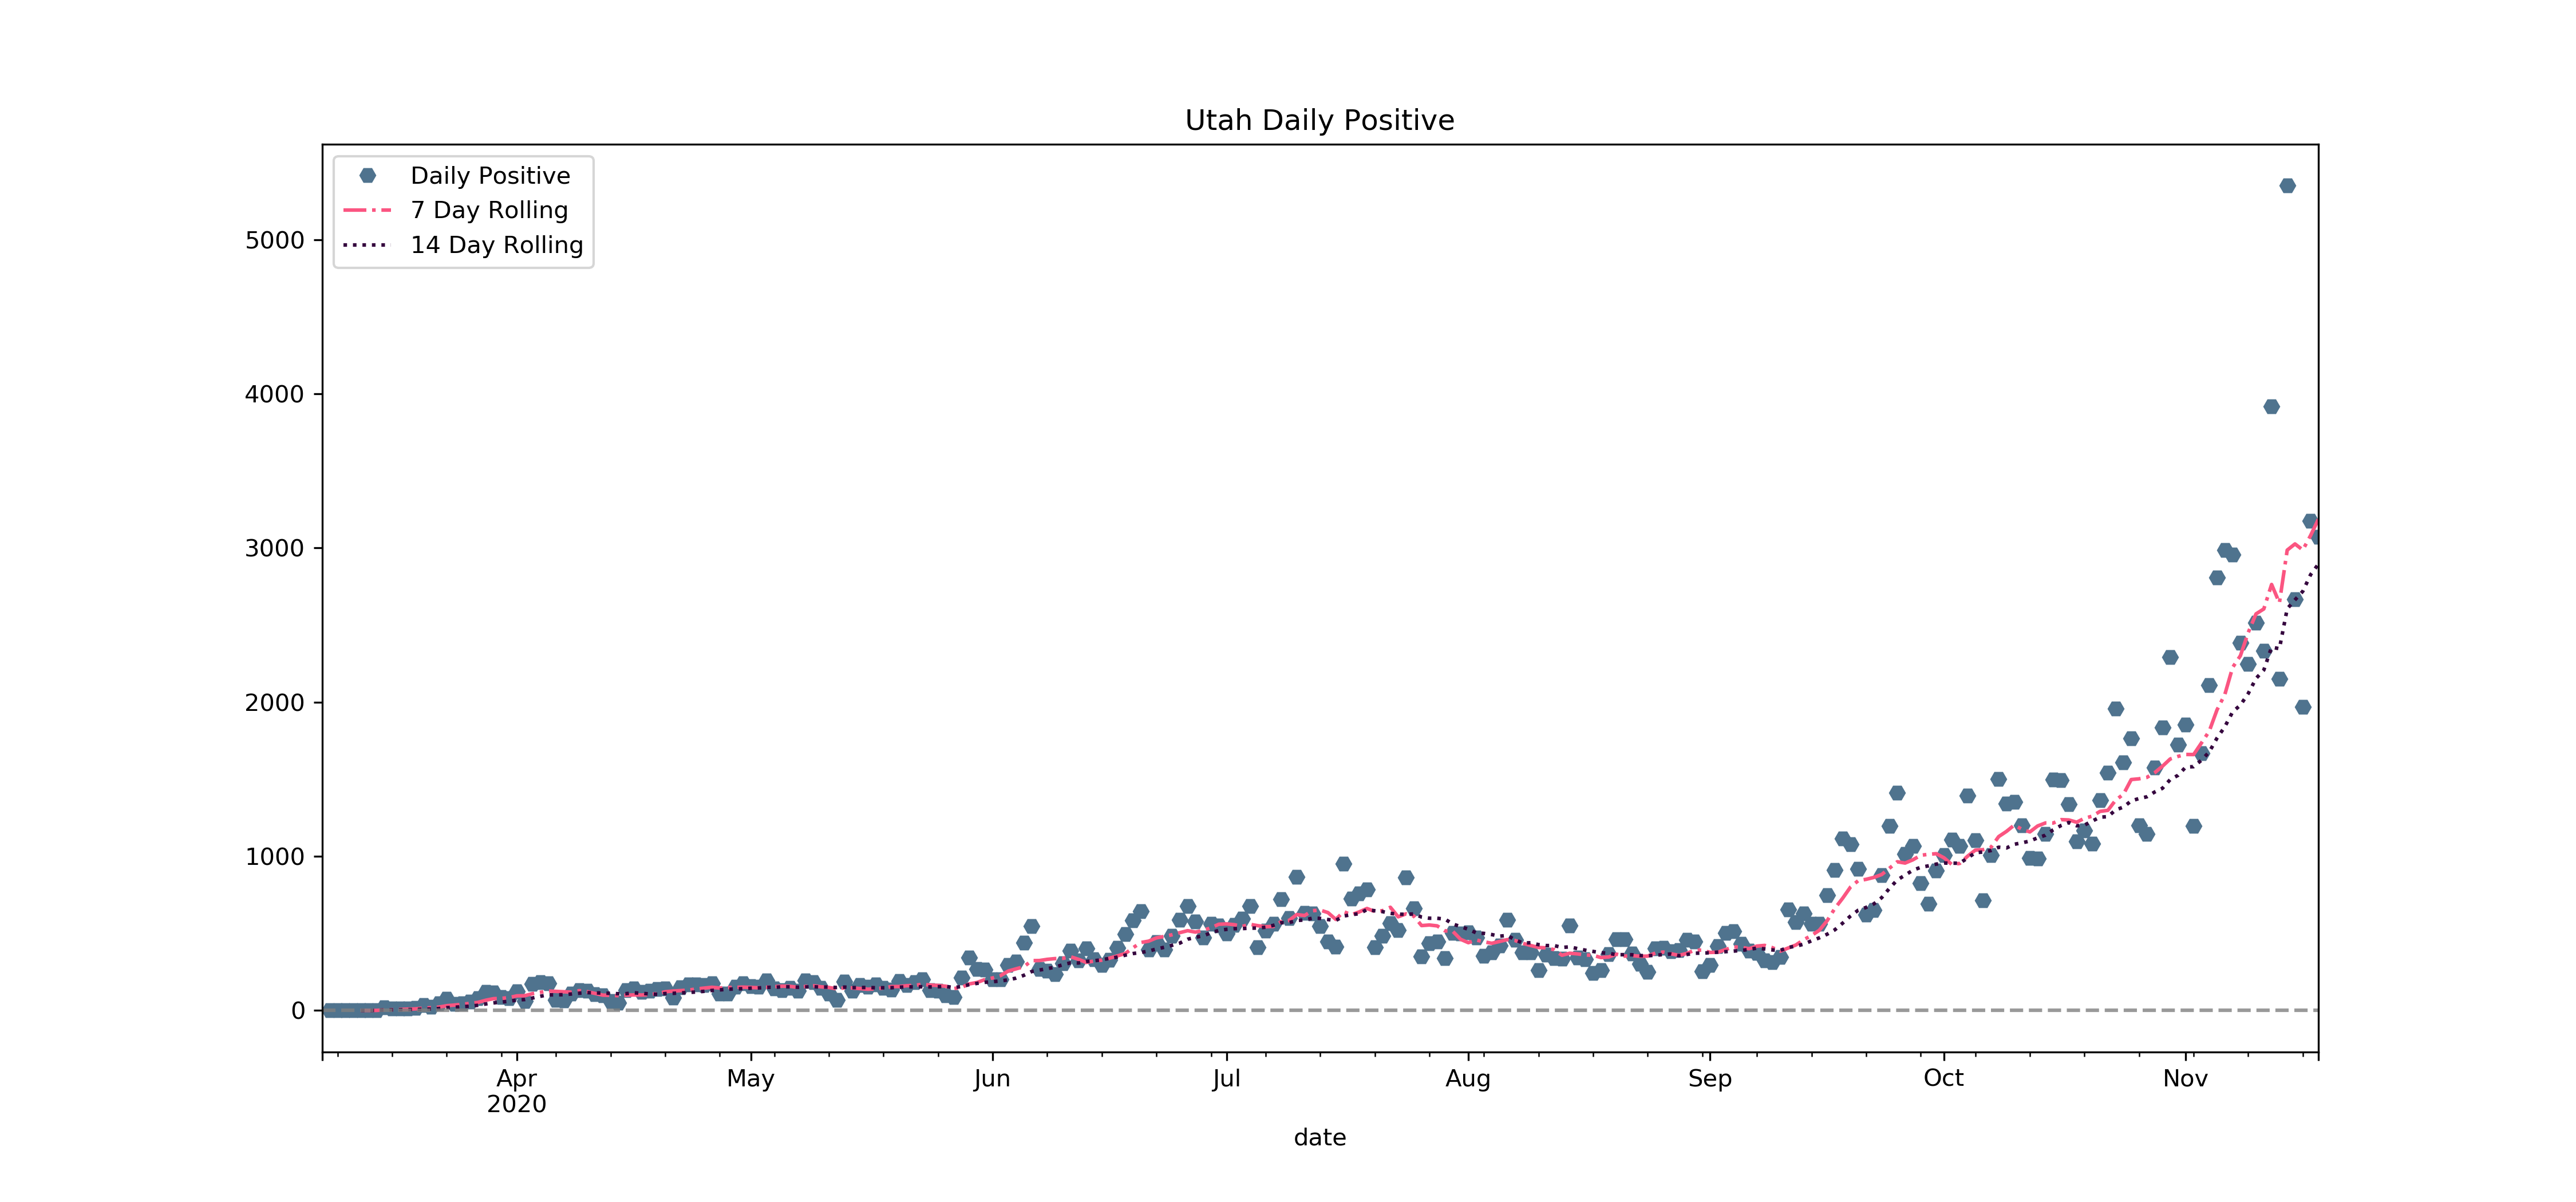 Utah Daily Positive
Daily Positive
7 Day Rolling
14 Day Rolling
5000
4000
3000
2000
1000
0
Apr May Jun Jul Aug Sep Oct Nov
2020
date